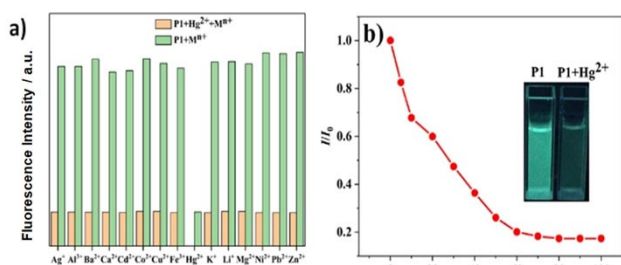 a)
P1+Hg²⁺+Mⁿ⁺
P1+Mⁿ⁺
Fluorescence Intensity / a.u.
Ag⁺ Al³⁺ Ba²⁺ Ca²⁺ Cd²⁺ Co²⁺ Cu²⁺ Fe³⁺ Hg²⁺ K⁺ Li⁺ Mg²⁺ Ni²⁺ Pb²⁺ Zn²⁺
b)
P1 P1+Hg²⁺
I/I₀
1.0
0.8
0.6
0.4
0.2